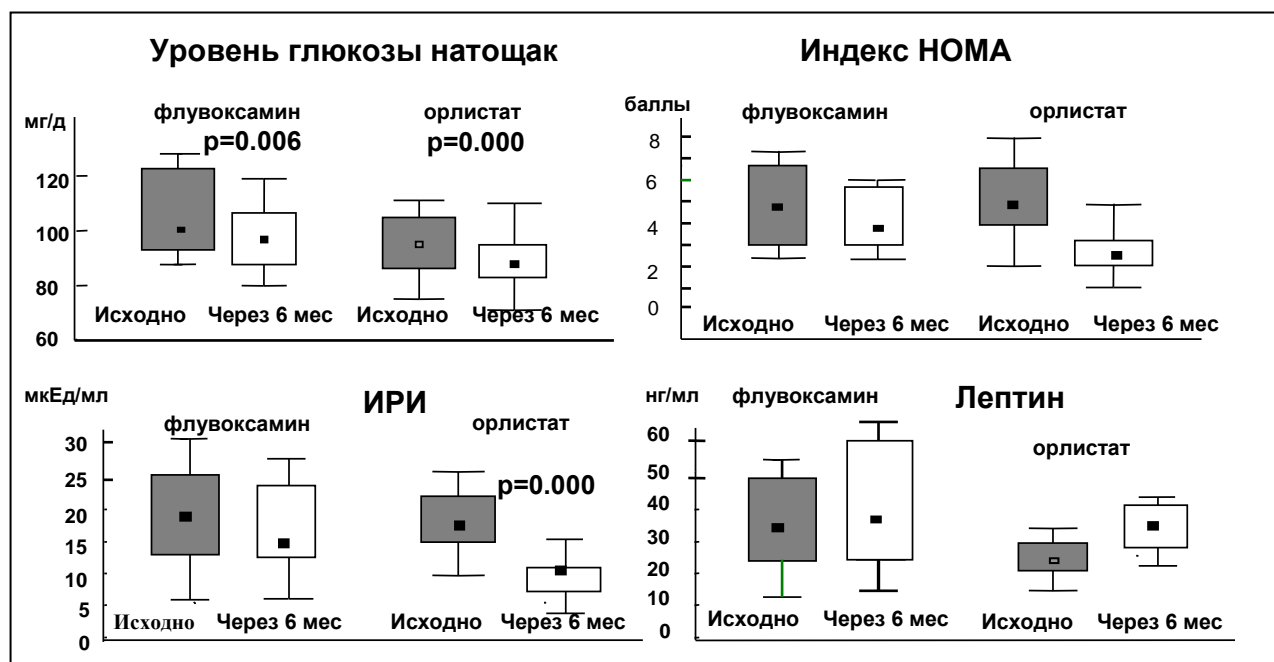 Уровень глюкозы натощак
мг/д
флувоксамин
p=0.006
орлистат
p=0.000
120
100
80
60
Исходно
Через 6 мес
Исходно
Через 6 мес
Индекс HOMA
баллы
флувоксамин
орлистат
8
6
4
2
0
Исходно
Через 6 мес
Исходно
Через 6 мес
мкЕд/мл
ИРИ
флувоксамин
орлистат
p=0.000
30
25
20
15
10
5
0
Исходно
Через 6 мес
Исходно
Через 6 мес
нг/мл
флувоксамин
Лептин
орлистат
60
50
40
30
20
10
0
Исходно
Через 6 мес
Исходно
Через 6 мес